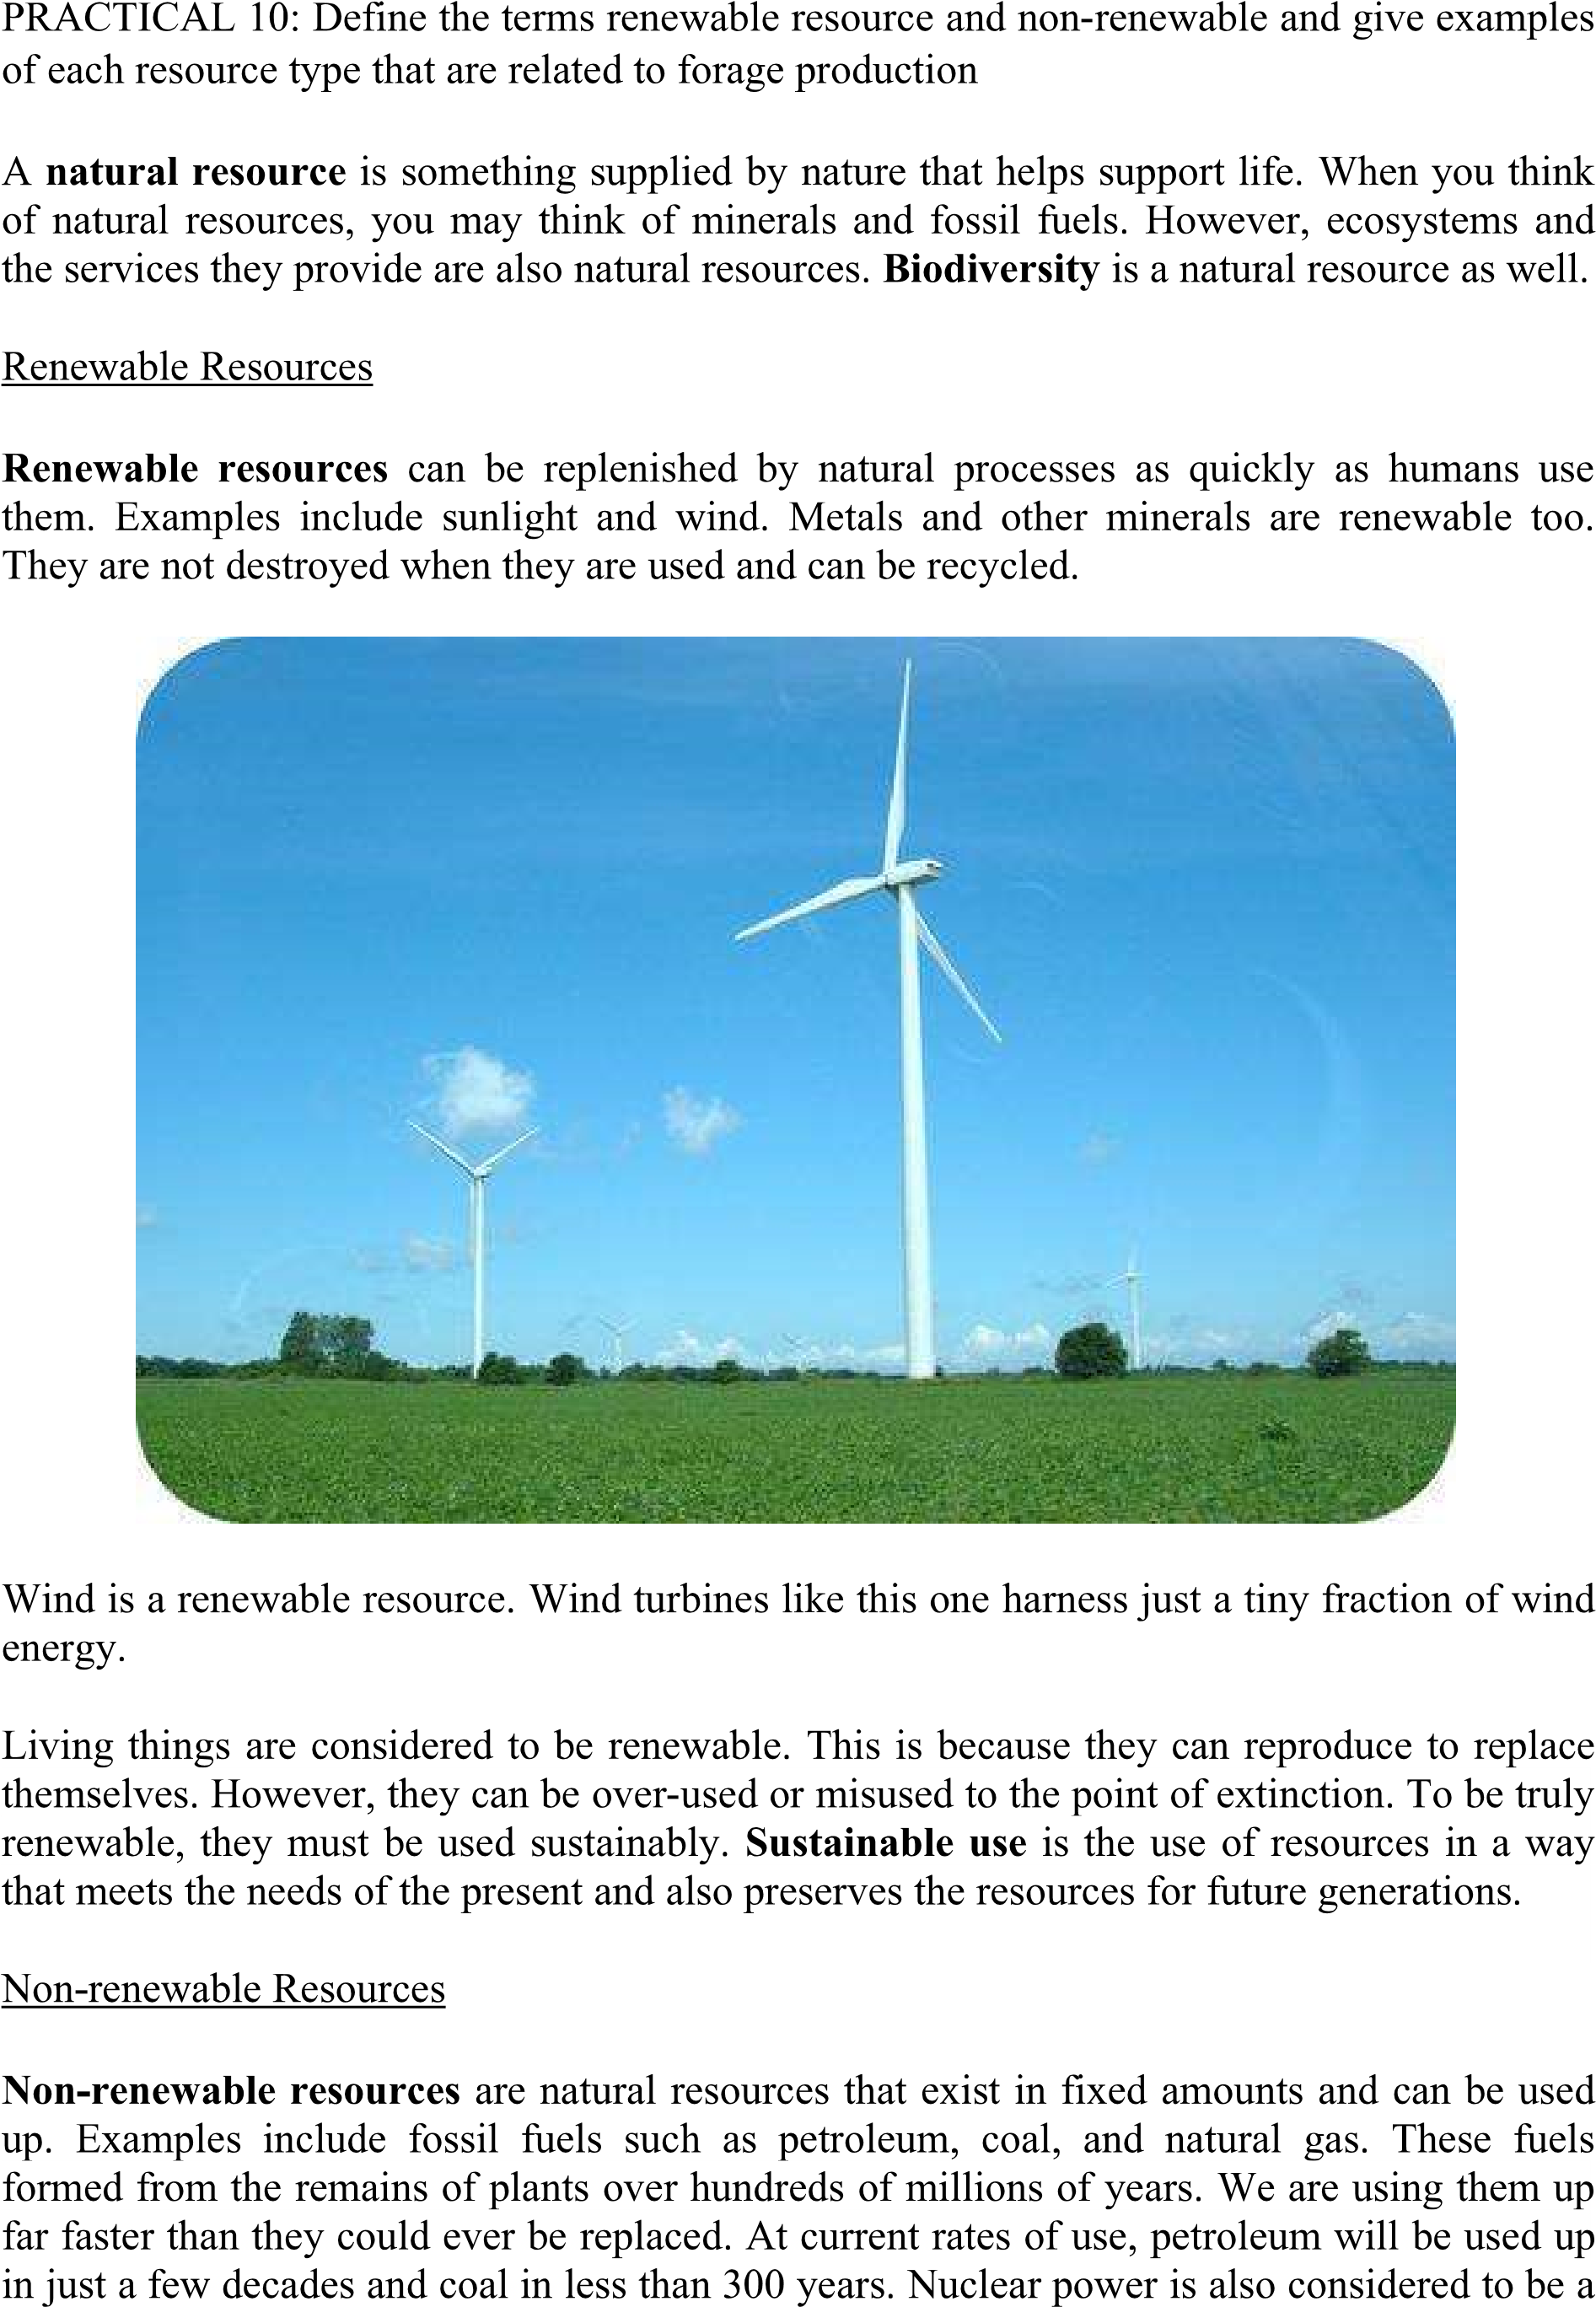 PRACTICAL 10: Define the terms renewable resource and non-renewable and give examples
of each resource type that are related to forage production
A natural resource is something supplied by nature that helps support life. When you think
of natural resources, you may think of minerals and fossil fuels. However, ecosystems and
the services they provide are also natural resources. Biodiversity is a natural resource as well.
Renewable Resources
Renewable resources can be replenished by natural processes as quickly as humans use
them. Examples include sunlight and wind. Metals and other minerals are renewable too.
They are not destroyed when they are used and can be recycled.
Wind is a renewable resource. Wind turbines like this one harness just a tiny fraction of wind
energy.
Living things are considered to be renewable. This is because they can reproduce to replace
themselves. However, they can be over-used or misused to the point of extinction. To be truly
renewable, they must be used sustainably. Sustainable use is the use of resources in a way
that meets the needs of the present and also preserves the resources for future generations.
Non-renewable Resources
Non-renewable resources are natural resources that exist in fixed amounts and can be used
up. Examples include fossil fuels such as petroleum, coal, and natural gas. These fuels
formed from the remains of plants over hundreds of millions of years. We are using them up
far faster than they could ever be replaced. At current rates of use, petroleum will be used up
in just a few decades and coal in less than 300 years. Nuclear power is also considered to be a